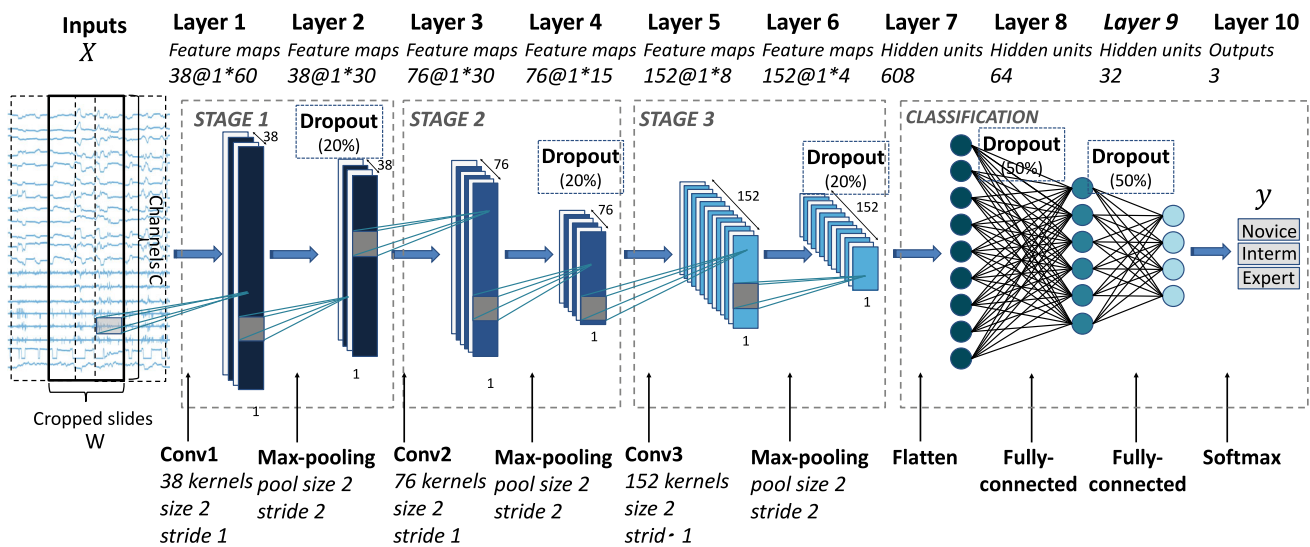 Inputs
X
Layer 1
Feature maps
38@1*60
Layer 2
Feature maps
38@1*30
Layer 3
Feature maps
76@1*30
Layer 4
Feature maps
76@1*15
Layer 5
Feature maps
152@1*8
Layer 6
Feature maps
152@1*4
Layer 7
Hidden units
608
Layer 8
Hidden units
64
Layer 9
Hidden units
32
Layer 10
Outputs
3
Channels C
Cropped slides
W
STAGE 1
38
1
Dropout
(20%)
38
1
STAGE 2
76
1
Dropout
(20%)
76
1
STAGE 3
152
1
Dropout
(20%)
152
1
CLASSIFICATION
Dropout
(50%)
Dropout
(50%)
y
Novice
Interm
Expert
Conv1
38 kernels
size 2
stride 1
Max-pooling
pool size 2
stride 2
Conv2
76 kernels
size 2
stride 1
Max-pooling
pool size 2
stride 2
Conv3
152 kernels
size 2
strid· 1
Max-pooling
pool size 2
stride 2
Flatten
Fully-
connected
Fully-
connected
Softmax